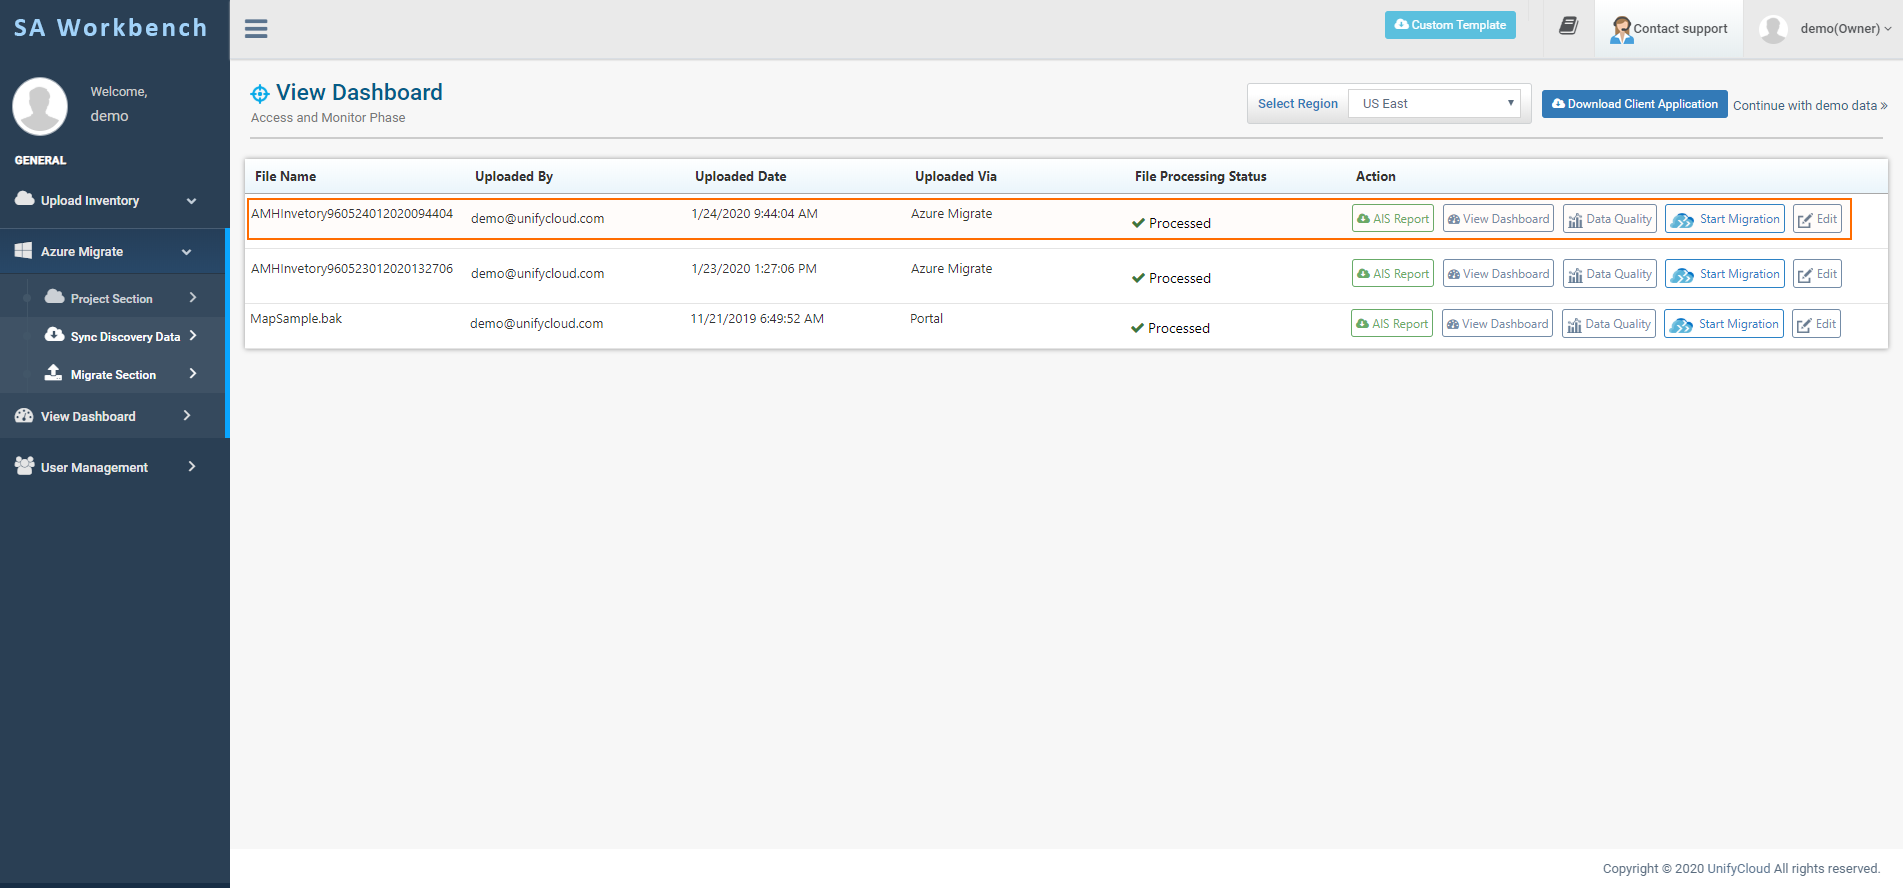 SA Workbench
Custom Template
Contact support
demo(Owner)
Welcome,
demo
GENERAL
Upload Inventory
Azure Migrate
Project Section
Sync Discovery Data
Migrate Section
View Dashboard
User Management
View Dashboard
Access and Monitor Phase
Select Region US East
Download Client Application
Continue with demo data »
File Name Uploaded By Uploaded Date Uploaded Via File Processing Status Action
AMHInvetory960524012020094404 demo@unifycloud.com 1/24/2020 9:44:04 AM Azure Migrate Processed AIS Report View Dashboard Data Quality Start Migration Edit
AMHInvetory960523012020132706 demo@unifycloud.com 1/23/2020 1:27:06 PM Azure Migrate Processed AIS Report View Dashboard Data Quality Start Migration Edit
MapSample.bak demo@unifycloud.com 11/21/2019 6:49:52 AM Portal Processed AIS Report View Dashboard Data Quality Start Migration Edit
Copyright © 2020 UnifyCloud All rights reserved.